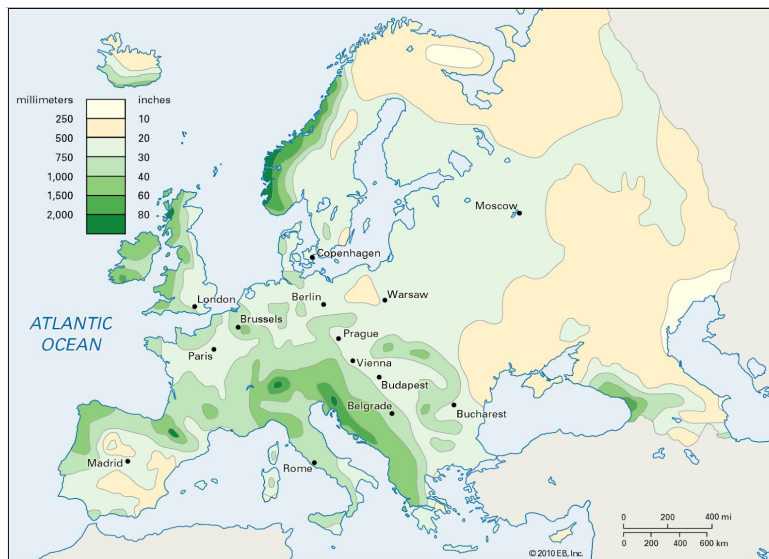 millimeters inches
250 10
500 20
750 30
1,000 40
1,500 60
2,000 80
Moscow
Copenhagen
London
Berlin
Warsaw
Brussels
ATLANTIC
OCEAN
Prague
Paris
Vienna
Budapest
Belgrade
Bucharest
Madrid
Rome
0 200 400 mi
0 200 400 600 km
© 2010 EB, Inc.